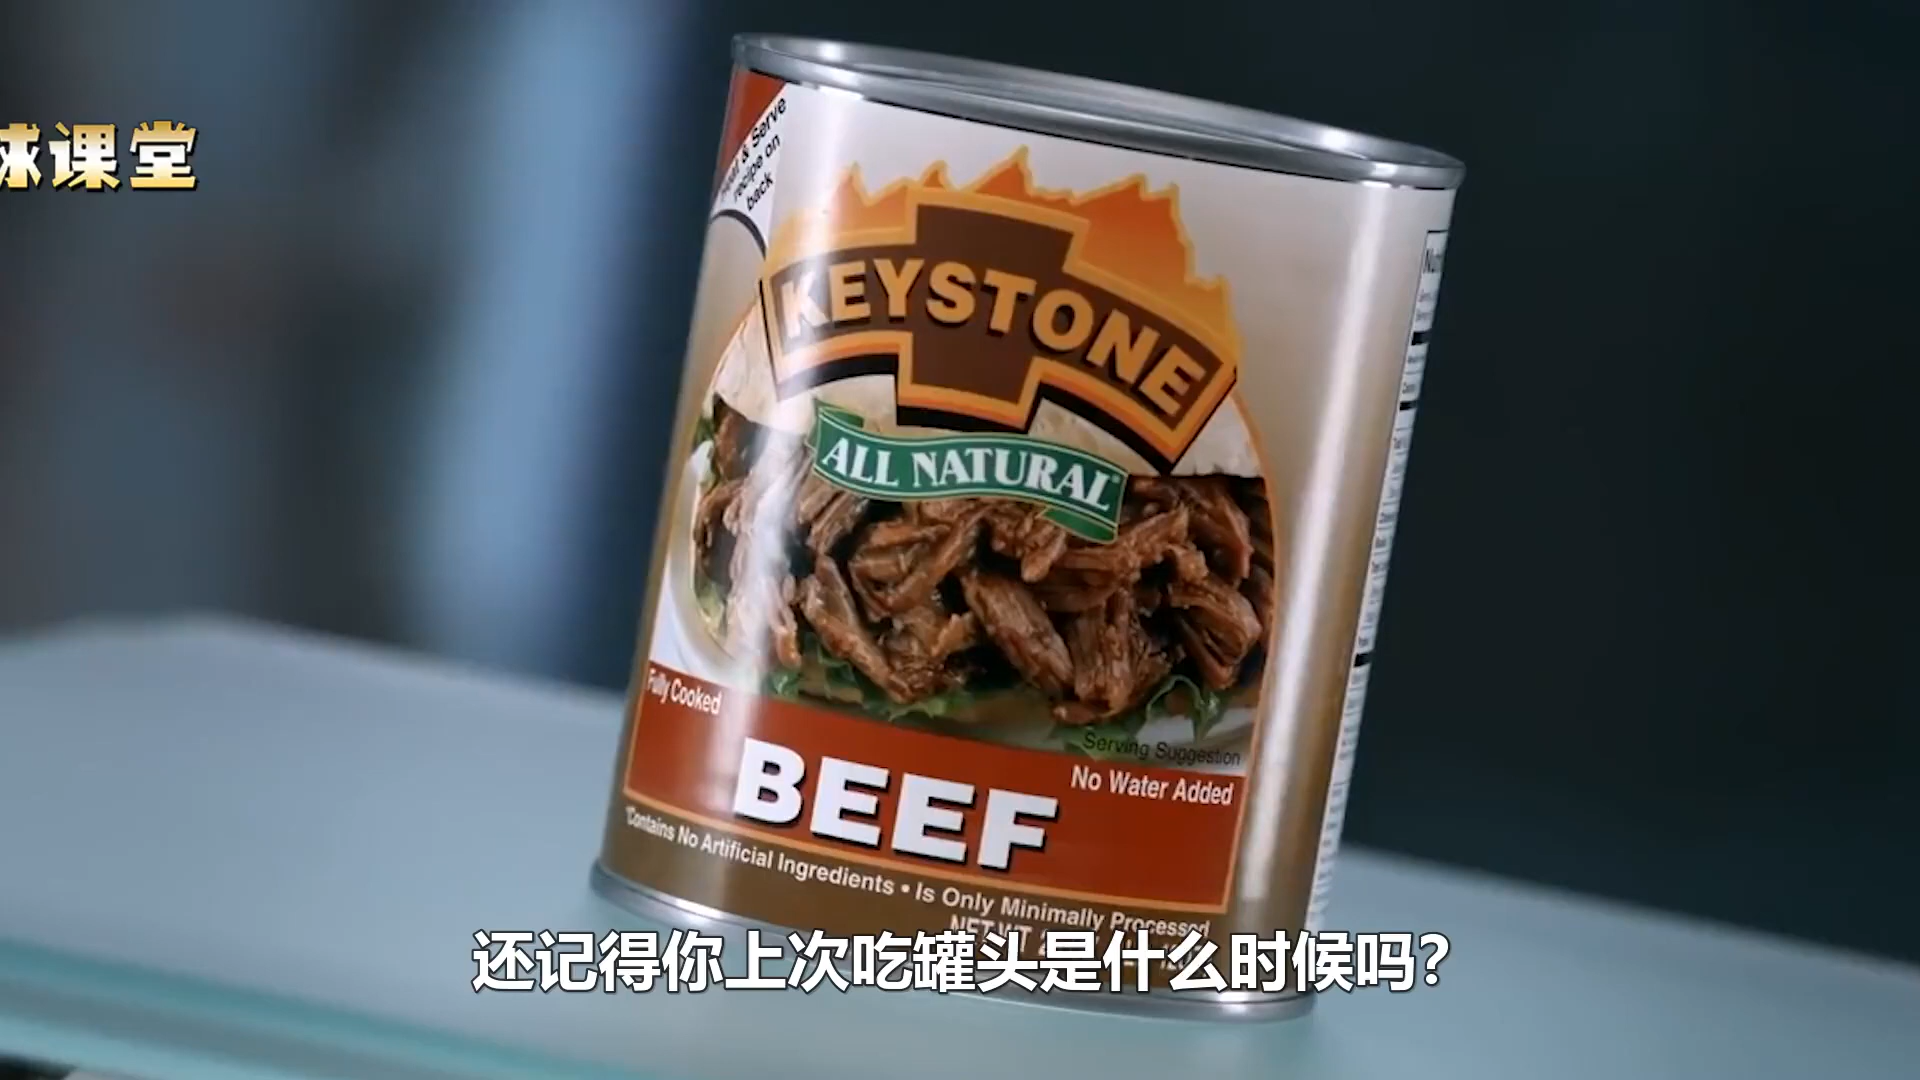 球课堂
Heat & Serve
recipe on
back
KEYSTONE
ALL NATURAL
Fully Cooked
Serving Suggestion
No Water Added
BEEF
*Contains No Artificial Ingredients • Is Only Minimally Processed
NET WT
还记得你上次吃罐头是什么时候吗?